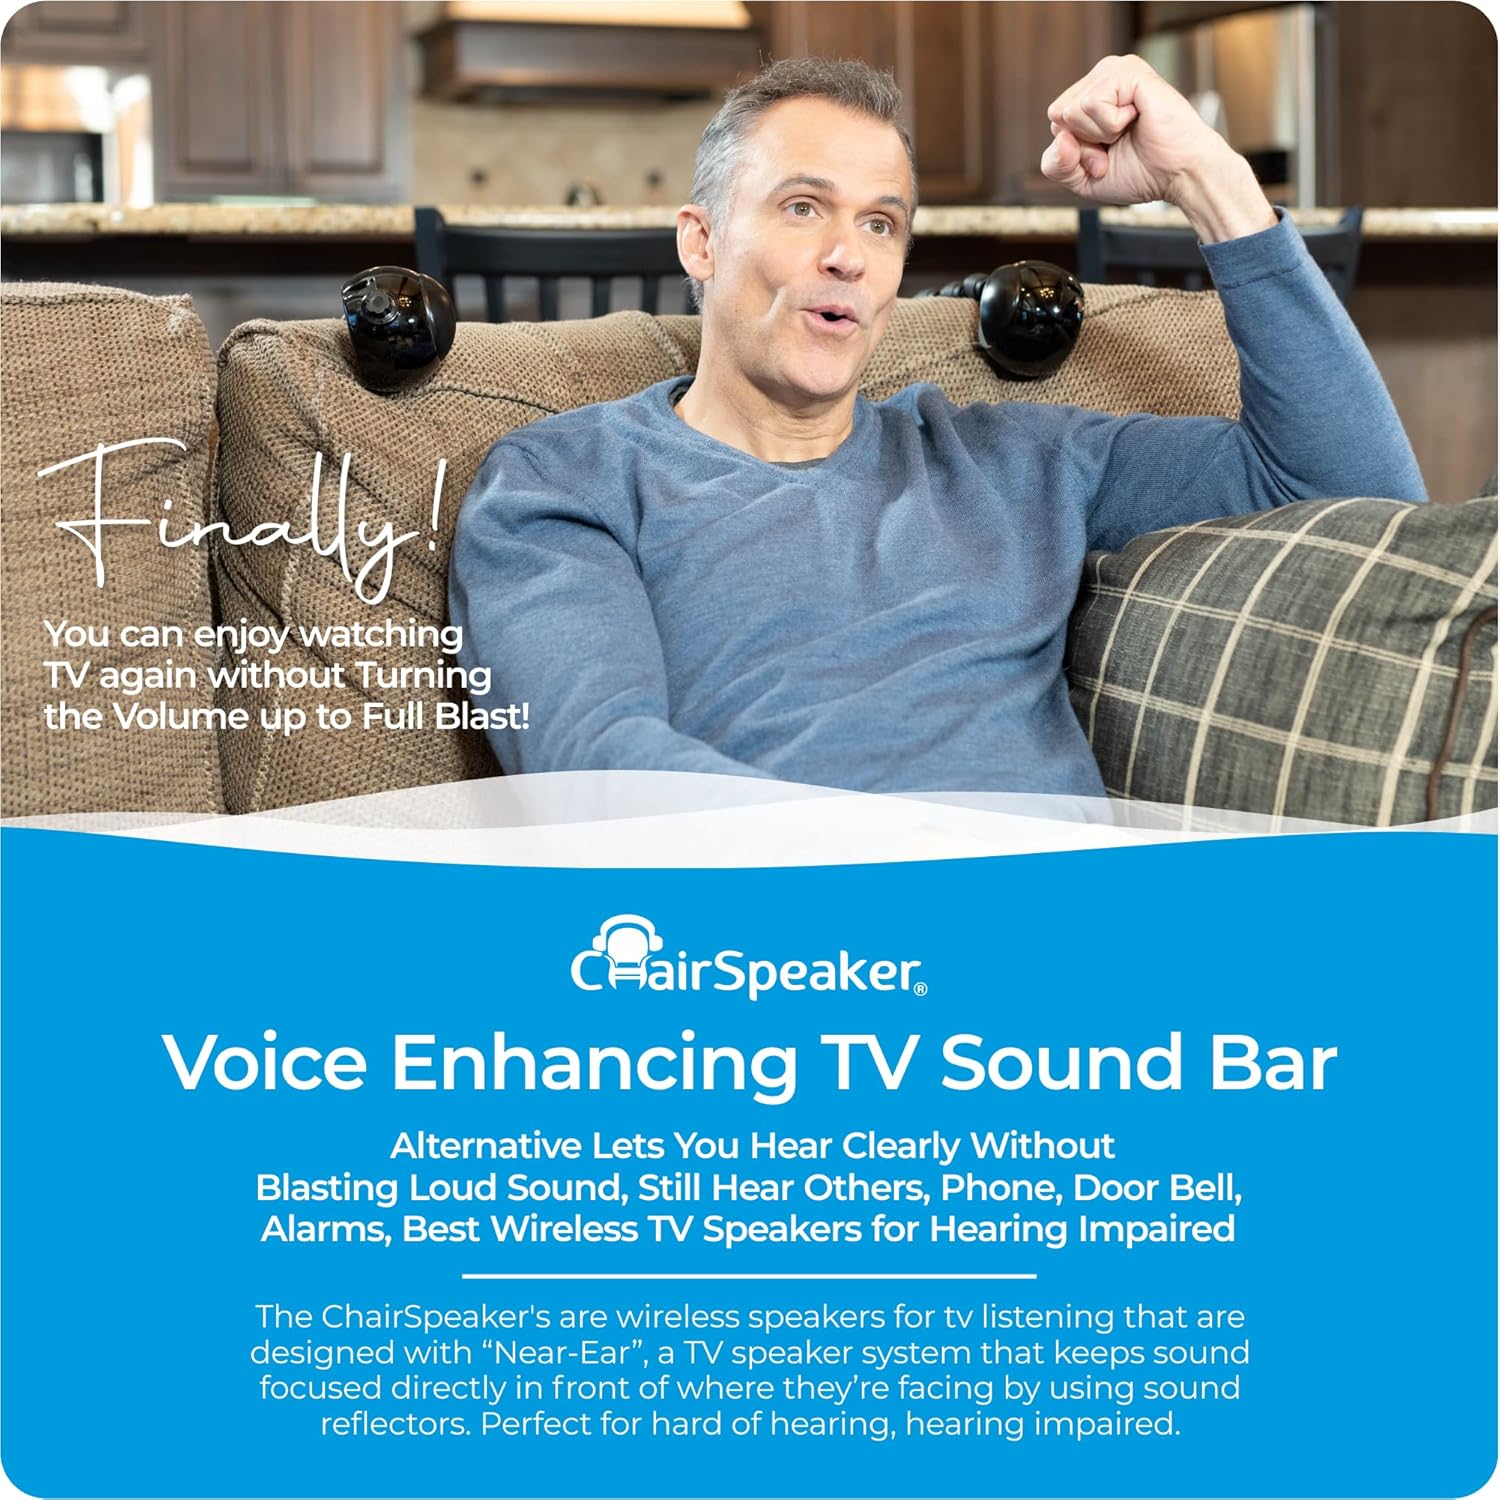 Finally!
You can enjoy watching
TV again without Turning
the Volume up to Full Blast!
ChairSpeaker®
Voice Enhancing TV Sound Bar
Alternative Lets You Hear Clearly Without
Blasting Loud Sound, Still Hear Others, Phone, Door Bell,
Alarms, Best Wireless TV Speakers for Hearing Impaired
The ChairSpeaker's are wireless speakers for tv listening that are
designed with “Near-Ear”, a TV speaker system that keeps sound
focused directly in front of where they’re facing by using sound
reflectors. Perfect for hard of hearing, hearing impaired.